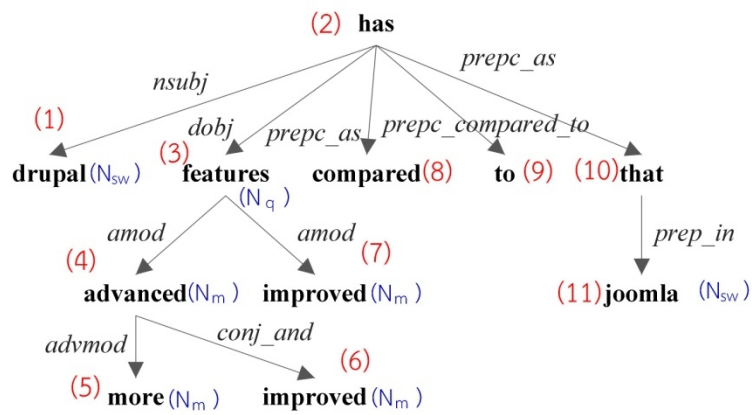 (2) has
nsubj dobj prepc_as prepc_compared_to prepc_as
(1) (3)
drupal (Nsw) features compared (8) to (9) (10) that
(Nq)
amod amod prep_in
(4) (7)
advanced (Nm) improved (Nm) (11) joomla (Nsw)
advmod conj_and
(5) (6)
more (Nm) improved (Nm)